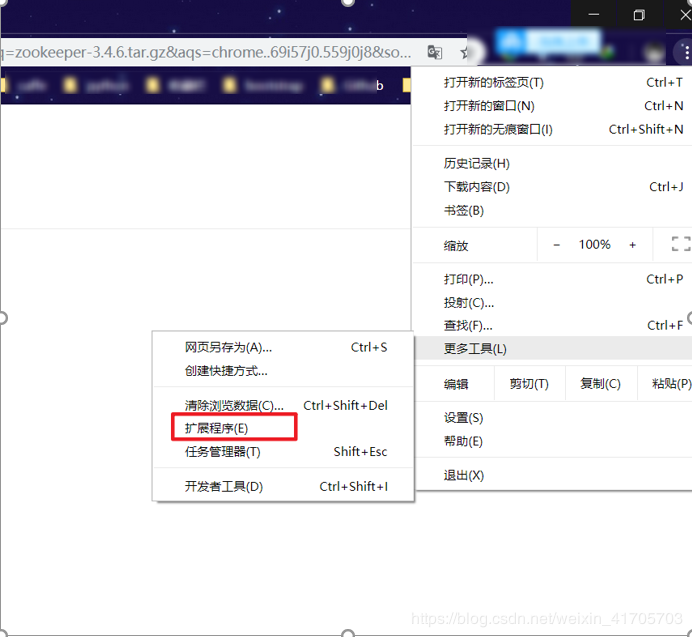 q=zookeeper-3.4.6.tar.gz&aqs=chrome..69i57j0.559j0j8&so...
打开新的标签页(T) Ctrl+T
打开新的窗口(N) Ctrl+N
打开新的无痕窗口(I) Ctrl+Shift+N
历史记录(H)
下载内容(D) Ctrl+J
书签(B)
缩放 - 100% +
打印(P)... Ctrl+P
投射(C)...
查找(F)... Ctrl+F
更多工具(L)
编辑 剪切(T) 复制(C) 粘贴(P)
设置(S)
帮助(E)
退出(X)
网页另存为(A)... Ctrl+S
创建快捷方式...
清除浏览数据(C)... Ctrl+Shift+Del
扩展程序(E)
任务管理器(T) Shift+Esc
开发者工具(D) Ctrl+Shift+I
https://blog.csdn.net/weixin_41705703